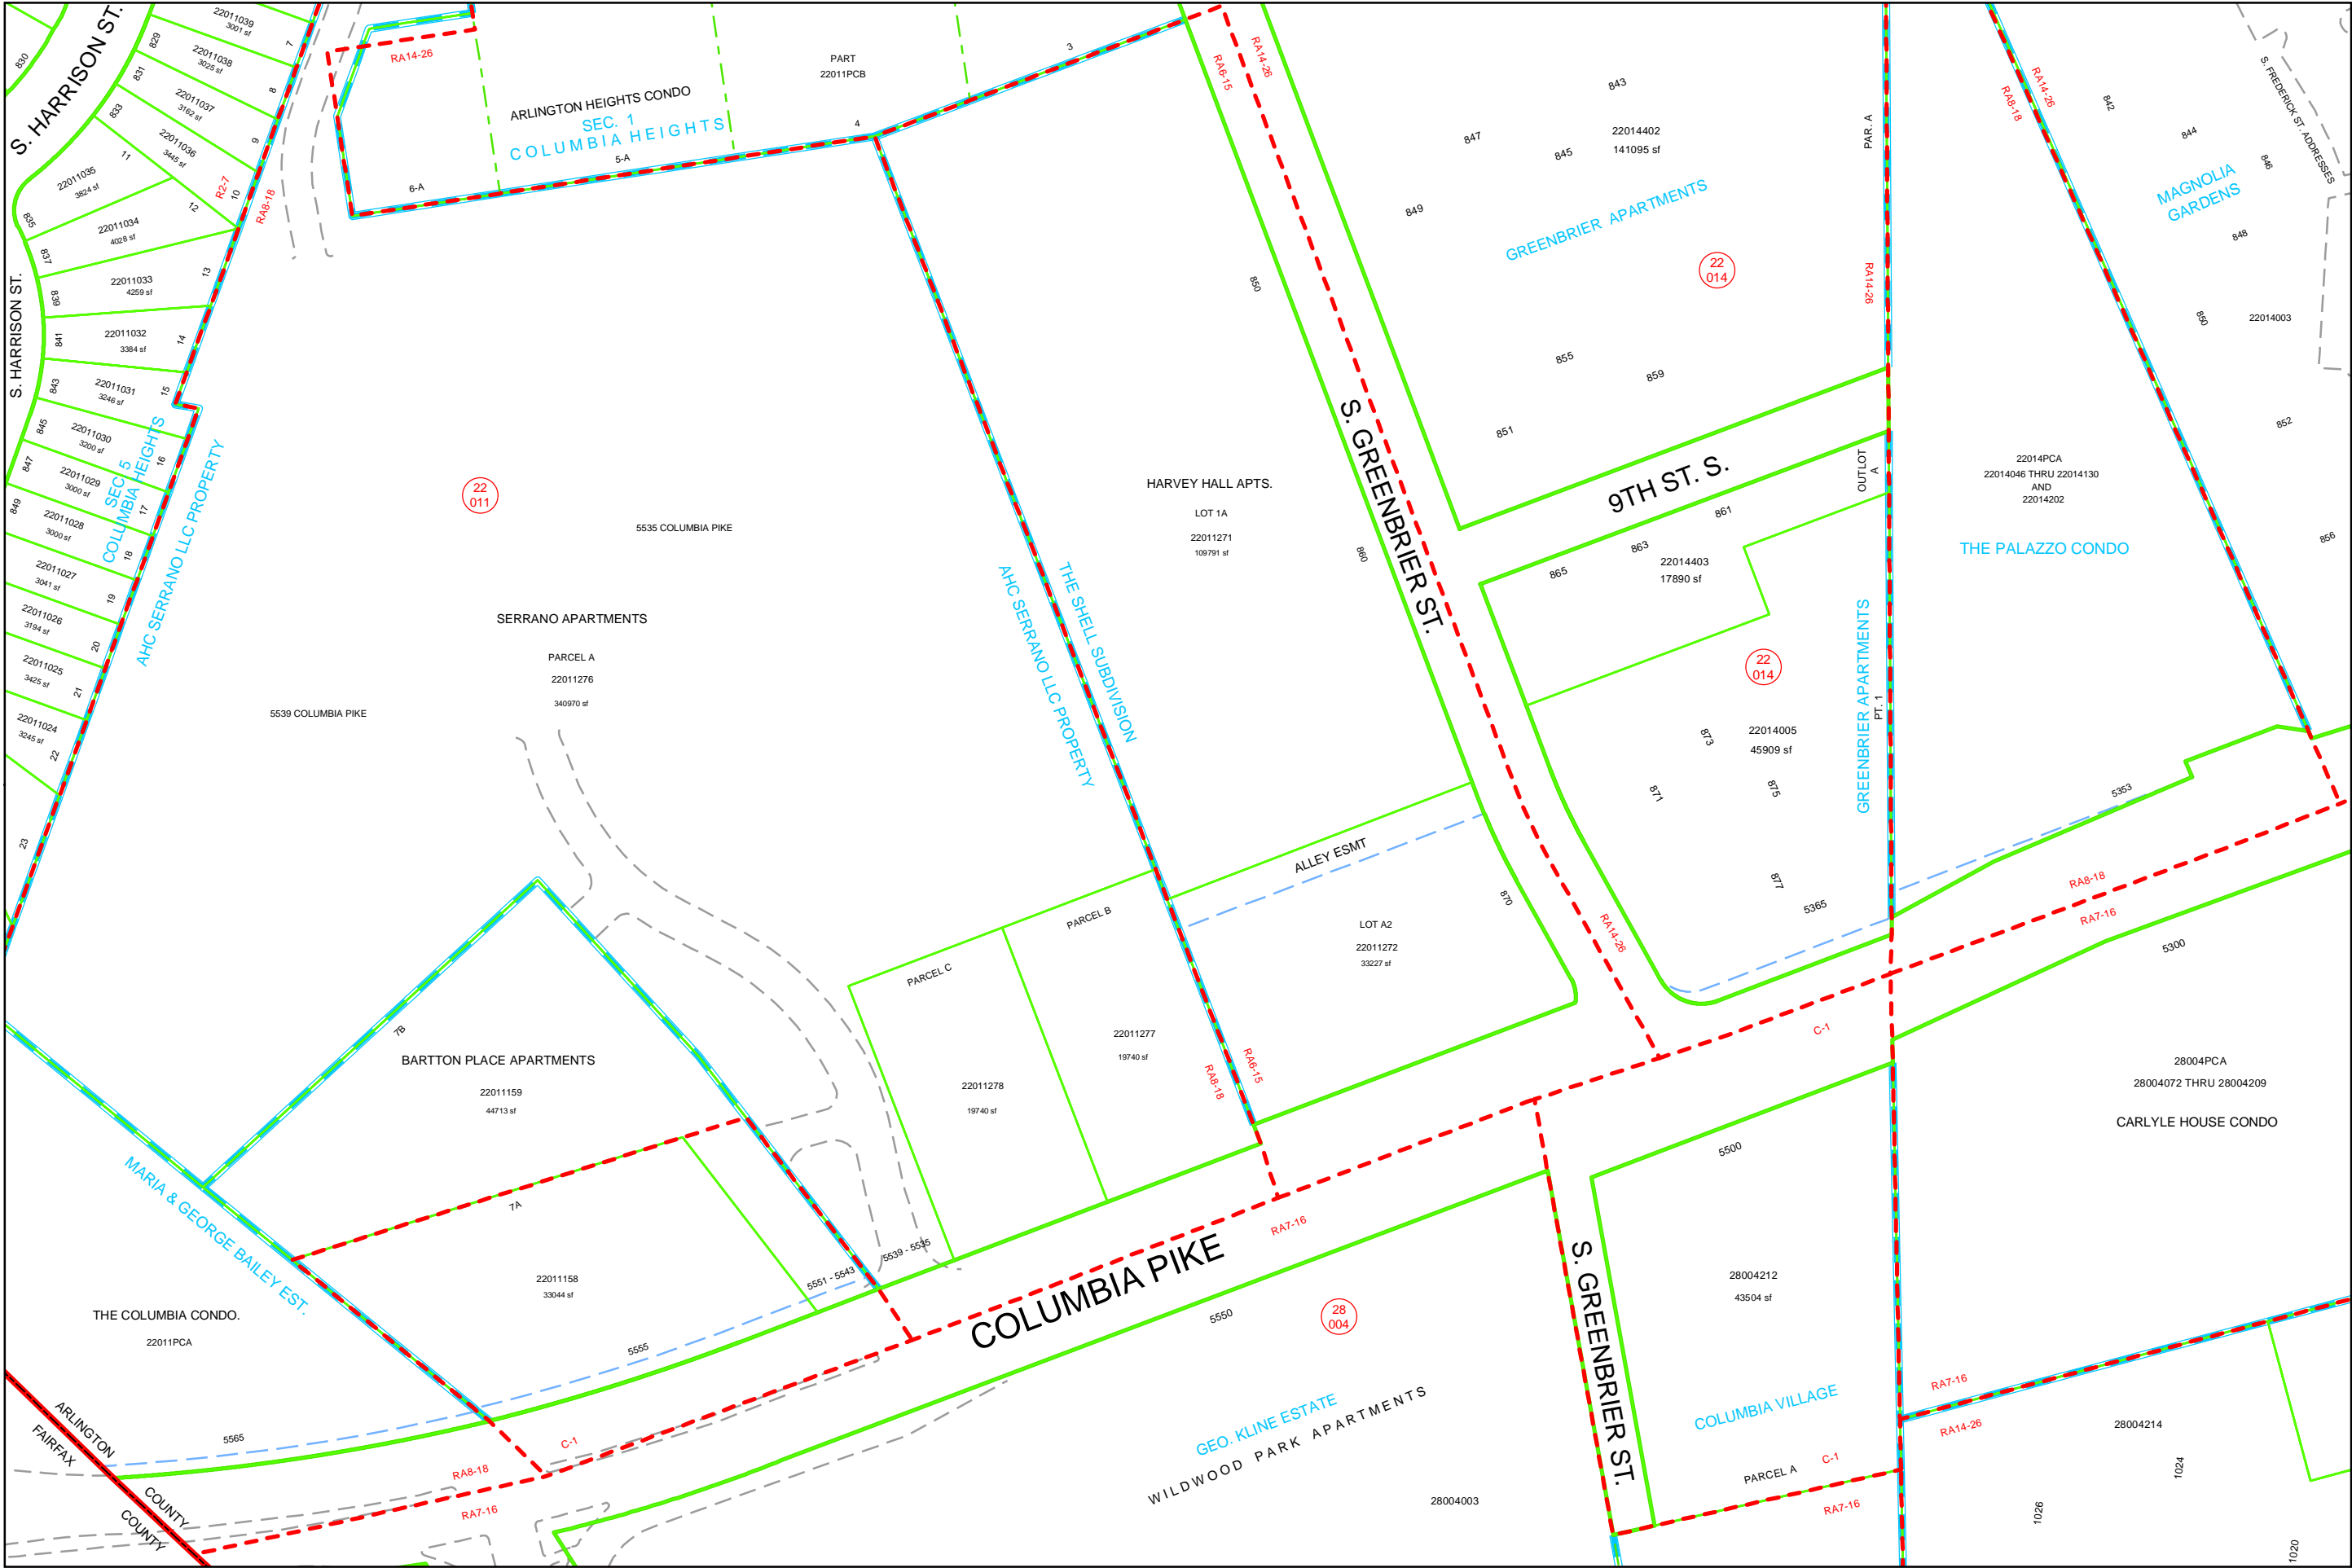 830
S. HARRISON ST.
S. HARRISON ST.
829
22011039
3001 sf
7
831
22011038
3025 sf
8
833
22011037
3162 sf
9
22011036
3445 sf
10
11
22011035
3824 sf
12
835
22011034
4028 sf
837
22011033
4259 sf
13
839
22011032
3384 sf
14
841
22011031
3246 sf
15
843
22011030
3200 sf
16
845
22011029
3000 sf
17
847
22011028
3000 sf
18
849
22011027
3041 sf
19
22011026
3194 sf
20
22011025
3425 sf
21
22011024
3245 sf
22
23
R2-7
RA8-18
SEC. 5
COLUMBIA HEIGHTS
AHC SERRANO LLC PROPERTY
RA14-26
ARLINGTON HEIGHTS CONDO
SEC. 1
COLUMBIA HEIGHTS
PART
22011PCB
3
4
5-A
6-A
22
011
5535 COLUMBIA PIKE
SERRANO APARTMENTS
PARCEL A
22011276
340970 sf
5539 COLUMBIA PIKE
HARVEY HALL APTS.
LOT 1A
22011271
109791 sf
THE SHELL SUBDIVISION
AHC SERRANO LLC PROPERTY
RA6-15
RA14-26
850
860
870
S. GREENBRIER ST.
843
847
845
22014402
141095 sf
849
GREENBRIER APARTMENTS
22
014
855
859
851
PAR. A
RA14-26
9TH ST. S.
OUTLOT
A
861
863
865
22014403
17890 sf
22
014
GREENBRIER APARTMENTS
PT. 1
22014005
45909 sf
873
871
875
877
5365
RA14-26
RA14-26
RA8-18
S. FREDERICK ST. ADDRESSES
842
844
846
MAGNOLIA
GARDENS
848
850
22014003
852
856
22014PCA
22014046 THRU 22014130
AND
22014202
THE PALAZZO CONDO
5353
RA8-18
RA7-16
C-1
5300
ALLEY ESMT
LOT A2
22011272
33227 sf
PARCEL B
PARCEL C
22011277
19740 sf
22011278
19740 sf
RA6-15
RA8-18
7B
BARTTON PLACE APARTMENTS
22011159
44713 sf
7A
22011158
33044 sf
MARIA & GEORGE BAILEY EST.
THE COLUMBIA CONDO.
22011PCA
5539 - 5535
5551 - 5543
5555
5565
ARLINGTON COUNTY
FAIRFAX COUNTY
C-1
RA8-18
RA7-16
COLUMBIA PIKE
RA7-16
5550
28
004
GEO. KLINE ESTATE
WILDWOOD PARK APARTMENTS
28004003
S. GREENBRIER ST.
5500
28004212
43504 sf
COLUMBIA VILLAGE
PARCEL A
C-1
RA7-16
28004PCA
28004072 THRU 28004209
CARLYLE HOUSE CONDO
RA7-16
RA14-26
28004214
1024
1026
1020